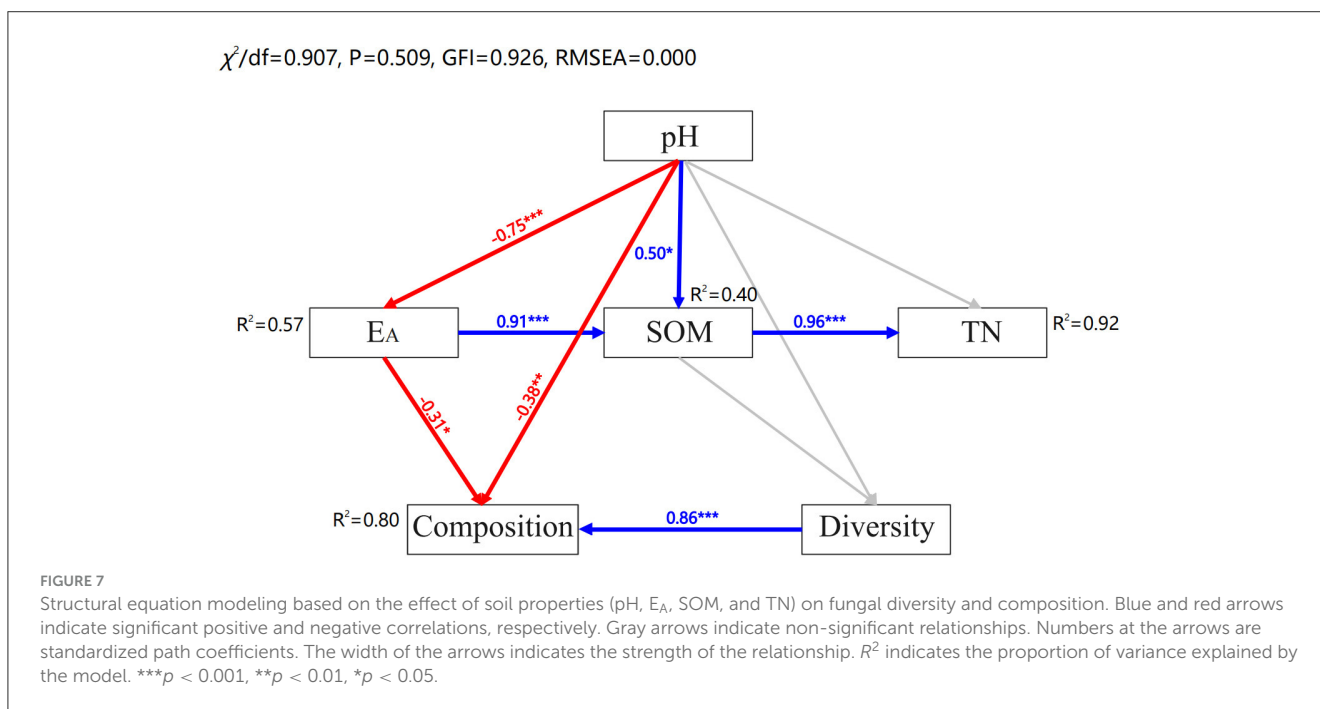 χ²/df=0.907, P=0.509, GFI=0.926, RMSEA=0.000
pH
-0.75***
0.50*
R²=0.40
R²=0.57
EA
0.91***
SOM
0.96***
TN
R²=0.92
-0.31*
-0.38**
R²=0.80
Composition
0.86***
Diversity
FIGURE 7
Structural equation modeling based on the effect of soil properties (pH, EA, SOM, and TN) on fungal diversity and composition. Blue and red arrows
indicate significant positive and negative correlations, respectively. Gray arrows indicate non-significant relationships. Numbers at the arrows are
standardized path coefficients. The width of the arrows indicates the strength of the relationship. R² indicates the proportion of variance explained by
the model. ***p < 0.001, **p < 0.01, *p < 0.05.